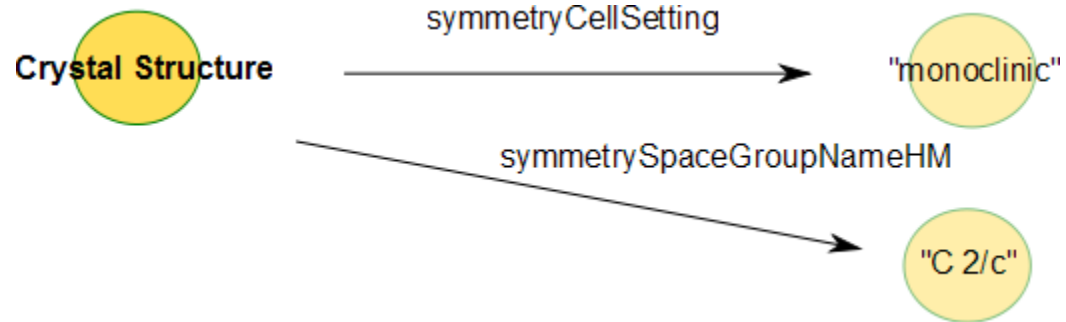 symmetryCellSetting
Crystal Structure
"monoclinic"
symmetrySpaceGroupNameHM
"C 2/c"